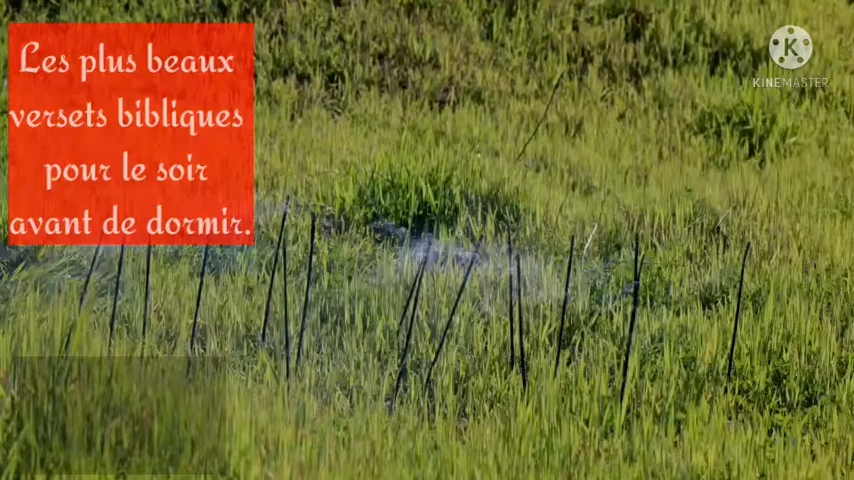 Les plus beaux
versets bibliques
pour le soir
avant de dormir.
KINEMASTER